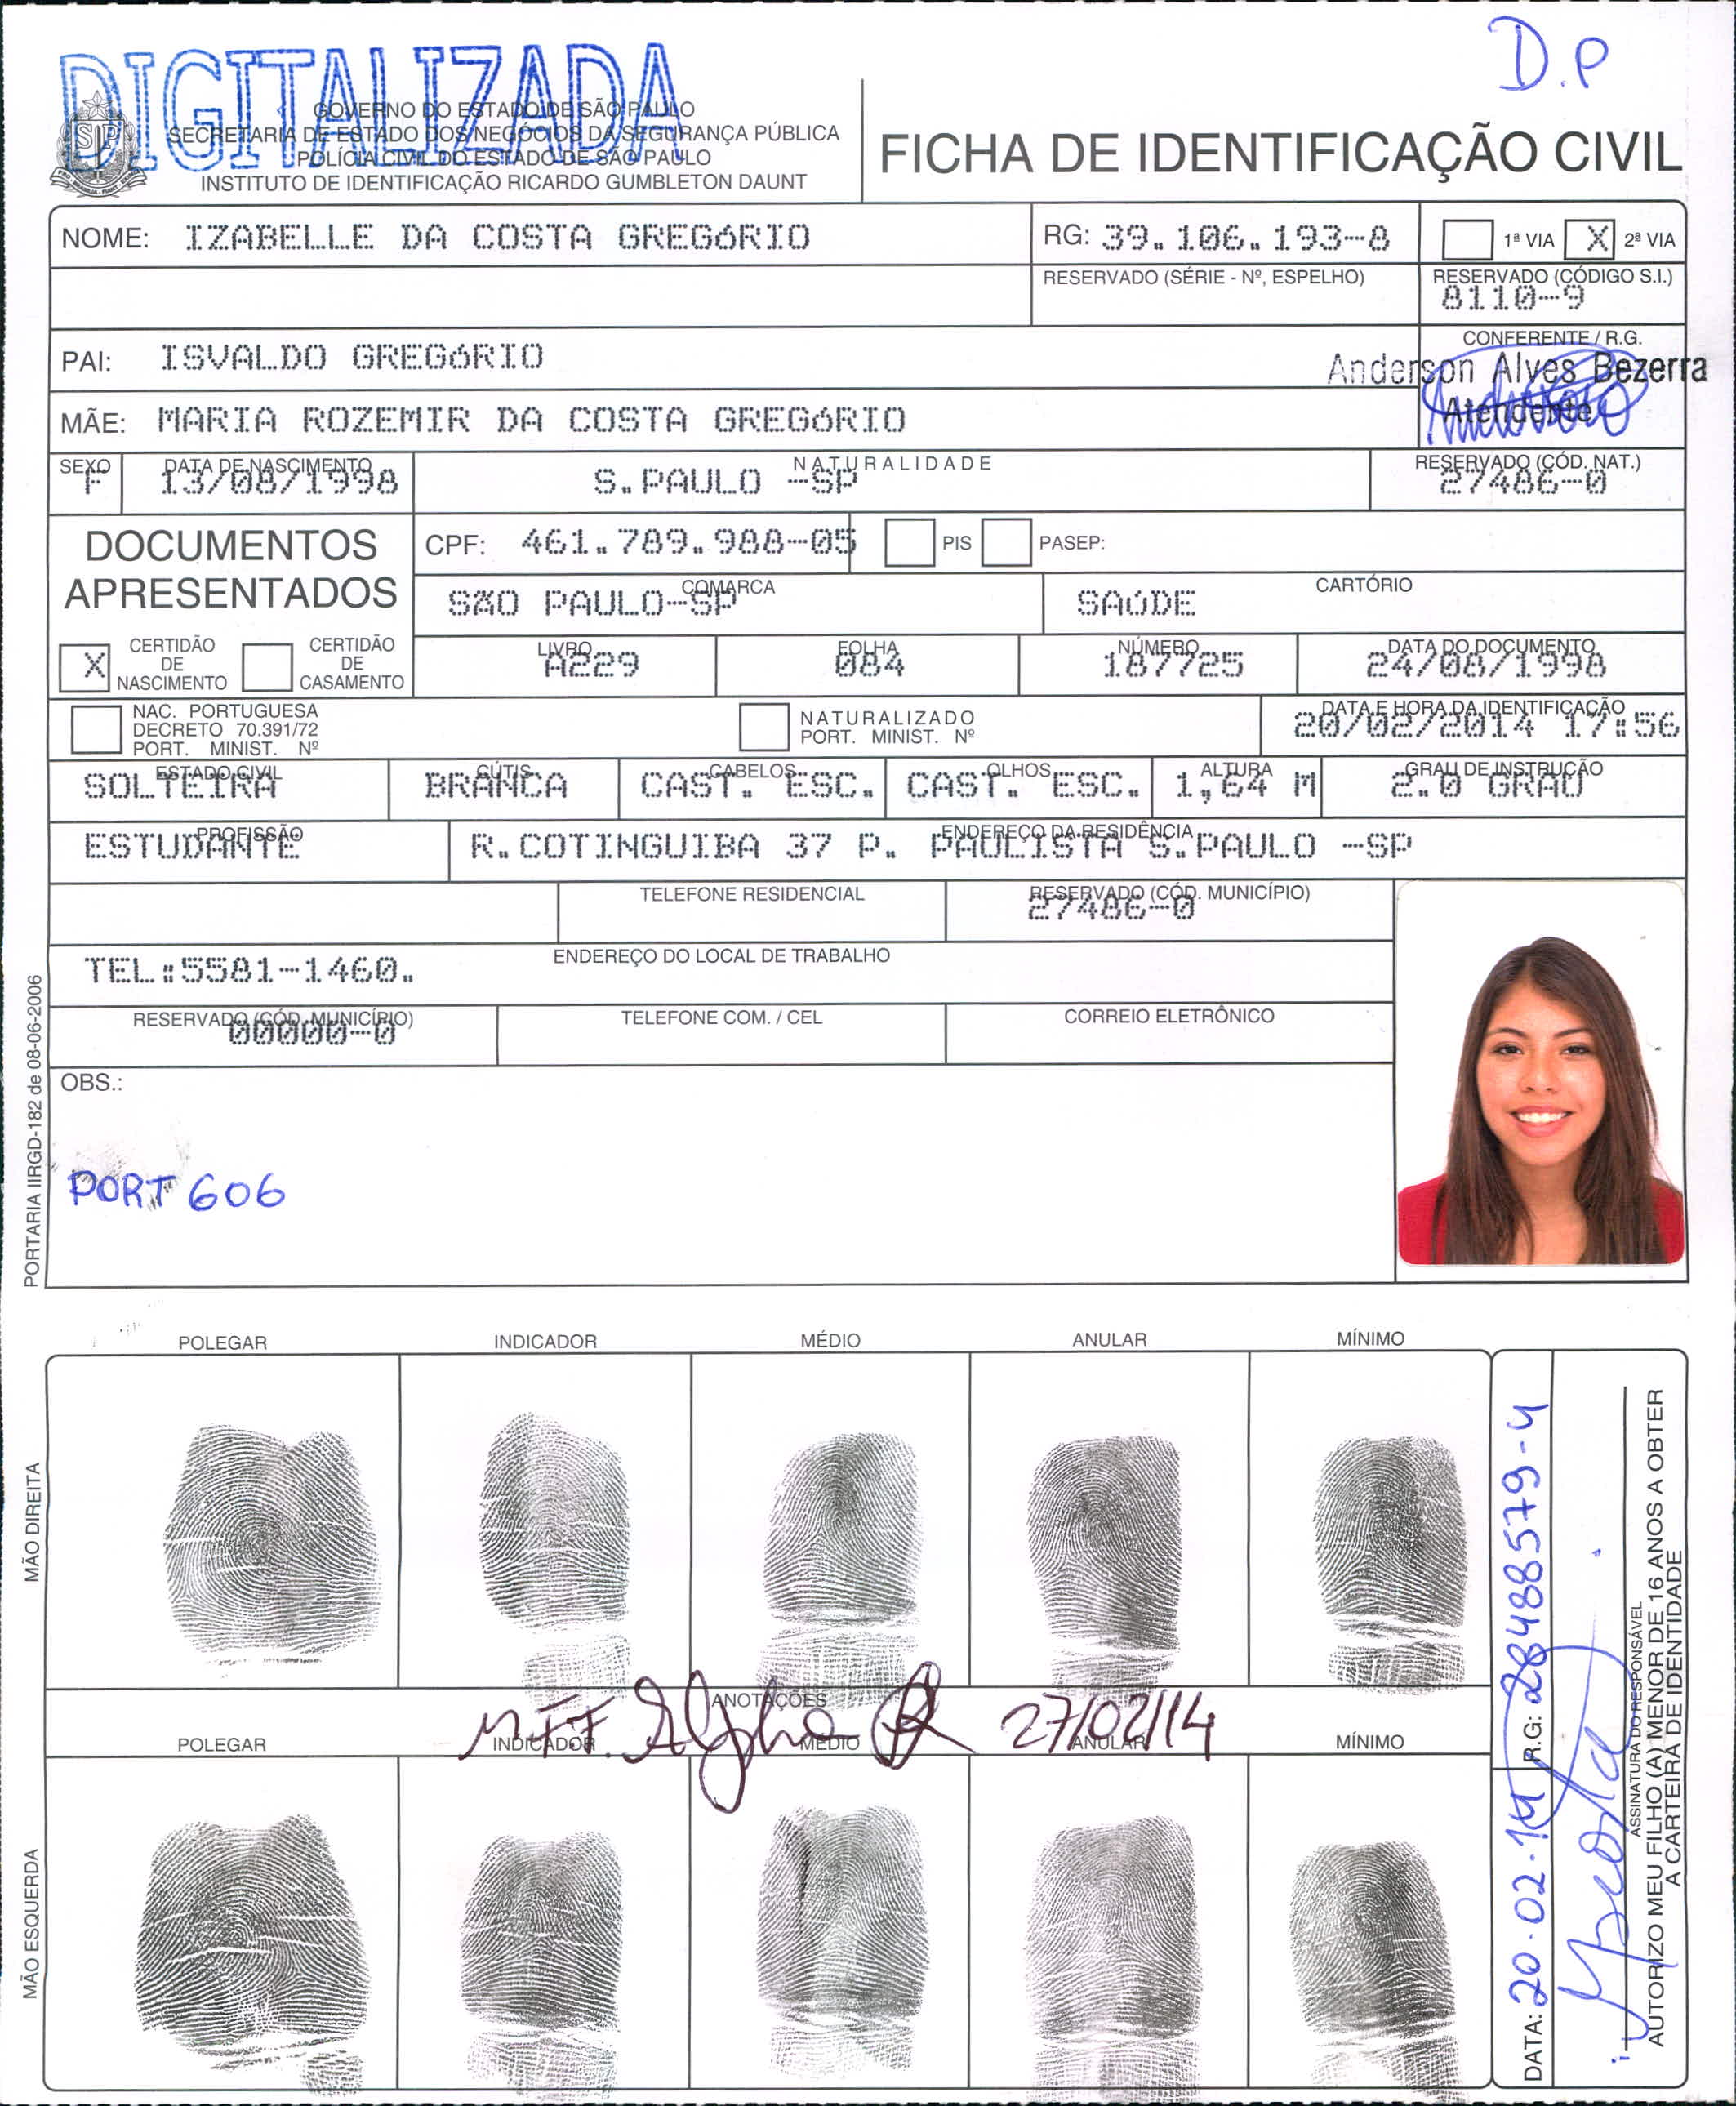 D.P
DIGITALIZADA
GOVERNO DO ESTADO DE SÃO PAULO
SECRETARIA DE ESTADO DOS NEGÓCIOS DA SEGURANÇA PÚBLICA
POLÍCIA CIVIL DO ESTADO DE SÃO PAULO
INSTITUTO DE IDENTIFICAÇÃO RICARDO GUMBLETON DAUNT
FICHA DE IDENTIFICAÇÃO CIVIL
NOME: IZABELLE DA COSTA GREGóRIO
RG: 39.106.193-8
1ª VIA X 2ª VIA
RESERVADO (SÉRIE - Nº, ESPELHO)
RESERVADO (CÓDIGO S.I.)
8110-9
PAI: ISVALDO GREGóRIO
CONFERENTE / R.G.
Anderson Alves Bezerra
Atendente
MÃE: MARIA ROZEMIR DA COSTA GREGóRIO
SEXO
F
DATA DE NASCIMENTO
13/08/1998
NATURALIDADE
S.PAULO -SP
RESERVADO (CÓD. NAT.)
27486-0
DOCUMENTOS
APRESENTADOS
CPF: 461.789.988-05
PIS
PASEP:
COMARCA
SãO PAULO-SP
CARTÓRIO
SAúDE
X CERTIDÃO
DE
NASCIMENTO
CERTIDÃO
DE
CASAMENTO
LIVRO
A229
FOLHA
084
NÚMERO
187725
DATA DO DOCUMENTO
24/08/1998
NAC. PORTUGUESA
DECRETO 70.391/72
PORT. MINIST. Nº
NATURALIZADO
PORT. MINIST. Nº
DATA E HORA DA IDENTIFICAÇÃO
20/02/2014 17:56
ESTADO CIVIL
SOLTEIRA
CÚTIS
BRANCA
CABELOS
CAST. ESC.
OLHOS
CAST. ESC.
ALTURA
1,64 M
GRAU DE INSTRUÇÃO
2.0 GRAU
PROFISSÃO
ESTUDANTE
ENDEREÇO DA RESIDÊNCIA
R.COTINGUIBA 37 P. PAULISTA S.PAULO -SP
TELEFONE RESIDENCIAL
RESERVADO (CÓD. MUNICÍPIO)
27486-0
ENDEREÇO DO LOCAL DE TRABALHO
TEL:5581-1460.
RESERVADO (CÓD. MUNICÍPIO)
00000-0
TELEFONE COM. / CEL
CORREIO ELETRÔNICO
OBS.:
PORT 606
PORTARIA IIRGD-182 de 08-06-2006
POLEGAR INDICADOR MÉDIO ANULAR MÍNIMO
MÃO DIREITA
ANOTAÇÕES
27/02/14
POLEGAR INDICADOR MÉDIO ANULAR MÍNIMO
MÃO ESQUERDA
DATA: 20-02-14 R.G: 28488579-4
ASSINATURA DO RESPONSÁVEL
AUTORIZO MEU FILHO (A) MENOR DE 16 ANOS A OBTER
A CARTEIRA DE IDENTIDADE